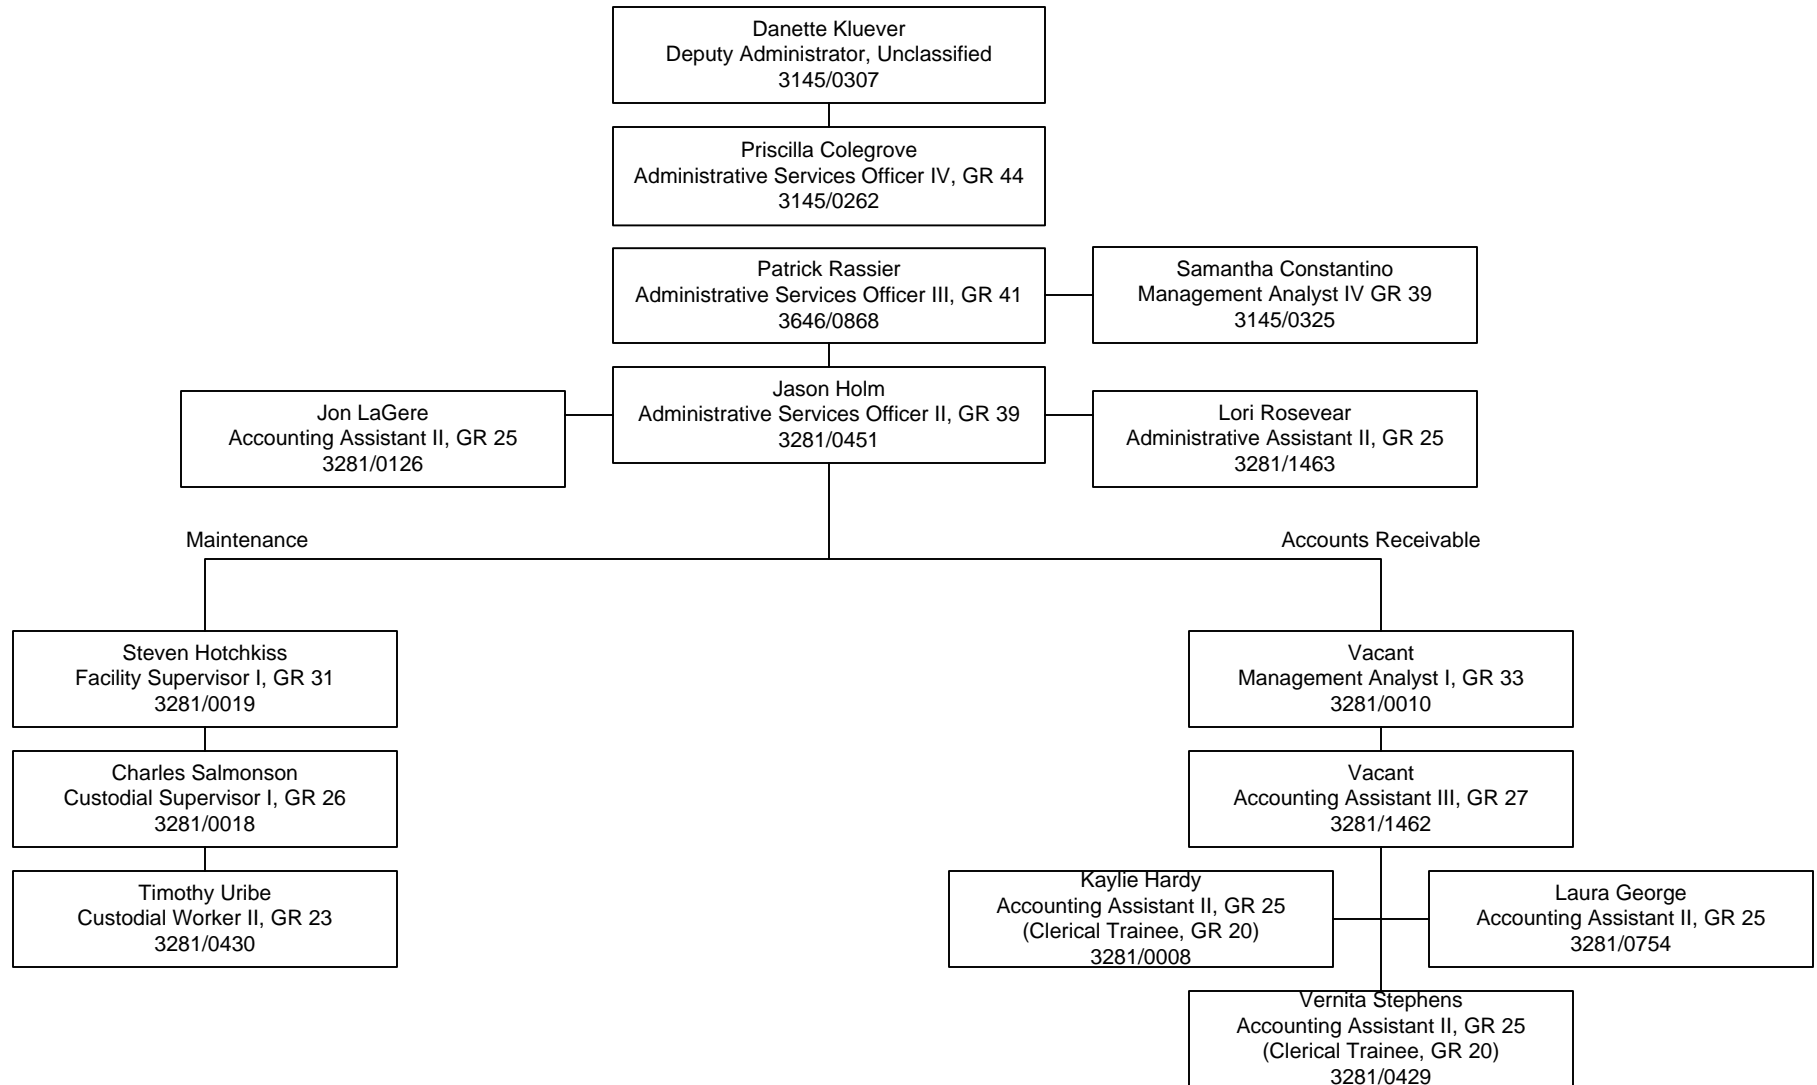 Danette Kluever
Deputy Administrator, Unclassified
3145/0307
Priscilla Colegrove
Administrative Services Officer IV, GR 44
3145/0262
Patrick Rassier
Administrative Services Officer III, GR 41
3646/0868
Samantha Constantino
Management Analyst IV GR 39
3145/0325
Jon LaGere
Accounting Assistant II, GR 25
3281/0126
Jason Holm
Administrative Services Officer II, GR 39
3281/0451
Lori Rosevear
Administrative Assistant II, GR 25
3281/1463
Maintenance
Accounts Receivable
Steven Hotchkiss
Facility Supervisor I, GR 31
3281/0019
Vacant
Management Analyst I, GR 33
3281/0010
Charles Salmonson
Custodial Supervisor I, GR 26
3281/0018
Vacant
Accounting Assistant III, GR 27
3281/1462
Timothy Uribe
Custodial Worker II, GR 23
3281/0430
Kaylie Hardy
Accounting Assistant II, GR 25
(Clerical Trainee, GR 20)
3281/0008
Laura George
Accounting Assistant II, GR 25
3281/0754
Vernita Stephens
Accounting Assistant II, GR 25
(Clerical Trainee, GR 20)
3281/0429